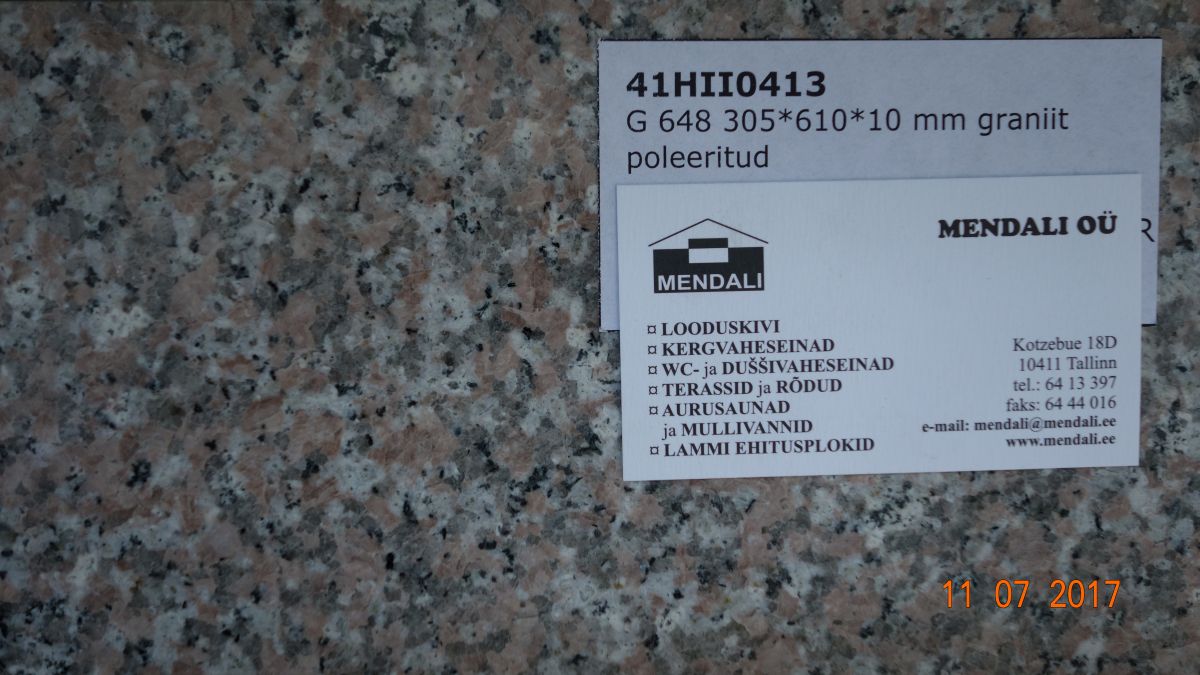 41HII0413
G 648 305*610*10 mm graniit
poleeritud
R
MENDALI
MENDALI OÜ
¤ LOODUSKIVI
¤ KERGVAHESEINAD
¤ WC- ja DUŠŠIVAHESEINAD
¤ TERASSID ja RÕDUD
¤ AURUSAUNAD
ja MULLIVANNID
¤ LAMMI EHITUSPLOKID
Kotzebue 18D
10411 Tallinn
tel.: 64 13 397
faks: 64 44 016
e-mail: mendali@mendali.ee
www.mendali.ee
11 07 2017